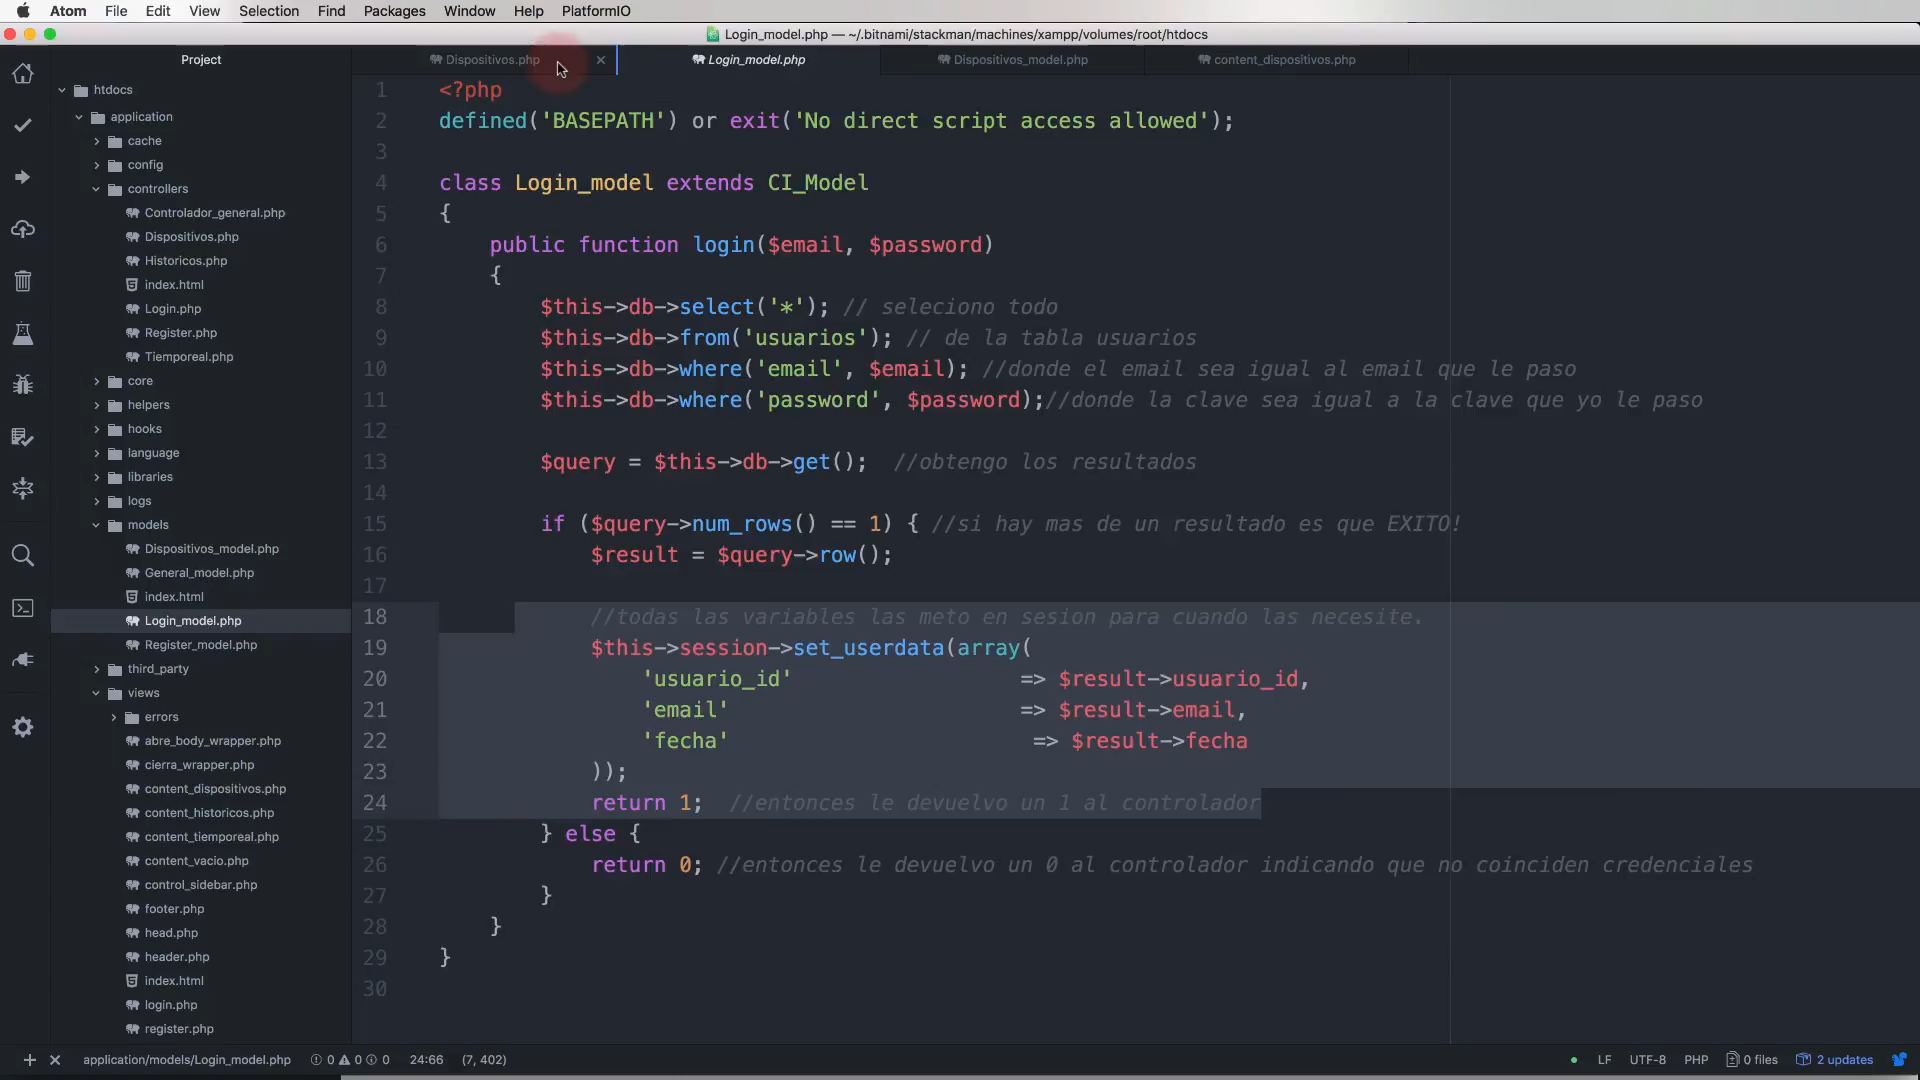 Atom File Edit View Selection Find Packages Window Help PlatformIO
Login_model.php — ~/.bitnami/stackman/machines/xampp/volumes/root/htdocs
Project
Dispositivos.php
Login_model.php
Dispositivos_model.php
content_dispositivos.php
htdocs
application
cache
config
controllers
Controlador_general.php
Dispositivos.php
Historicos.php
index.html
Login.php
Register.php
Tiemporeal.php
core
helpers
hooks
language
libraries
logs
models
Dispositivos_model.php
General_model.php
index.html
Login_model.php
Register_model.php
third_party
views
errors
abre_body_wrapper.php
cierra_wrapper.php
content_dispositivos.php
content_historicos.php
content_tiemporeal.php
content_vacio.php
control_sidebar.php
footer.php
head.php
header.php
index.html
login.php
register.php
1 <?php
2 defined('BASEPATH') or exit('No direct script access allowed');
3
4 class Login_model extends CI_Model
5 {
6 public function login($email, $password)
7 {
8 $this->db->select('*'); // seleciono todo
9 $this->db->from('usuarios'); // de la tabla usuarios
10 $this->db->where('email', $email); //donde el email sea igual al email que le paso
11 $this->db->where('password', $password);//donde la clave sea igual a la clave que yo le paso
12
13 $query = $this->db->get(); //obtengo los resultados
14
15 if ($query->num_rows() == 1) { //si hay mas de un resultado es que EXITO!
16 $result = $query->row();
17
18 //todas las variables las meto en sesion para cuando las necesite.
19 $this->session->set_userdata(array(
20 'usuario_id' => $result->usuario_id,
21 'email' => $result->email,
22 'fecha' => $result->fecha
23 ));
24 return 1; //entonces le devuelvo un 1 al controlador
25 } else {
26 return 0; //entonces le devuelvo un 0 al controlador indicando que no coinciden credenciales
27 }
28 }
29 }
30
application/models/Login_model.php 0 0 0 24:66 (7, 402)
LF UTF-8 PHP 0 files 2 updates